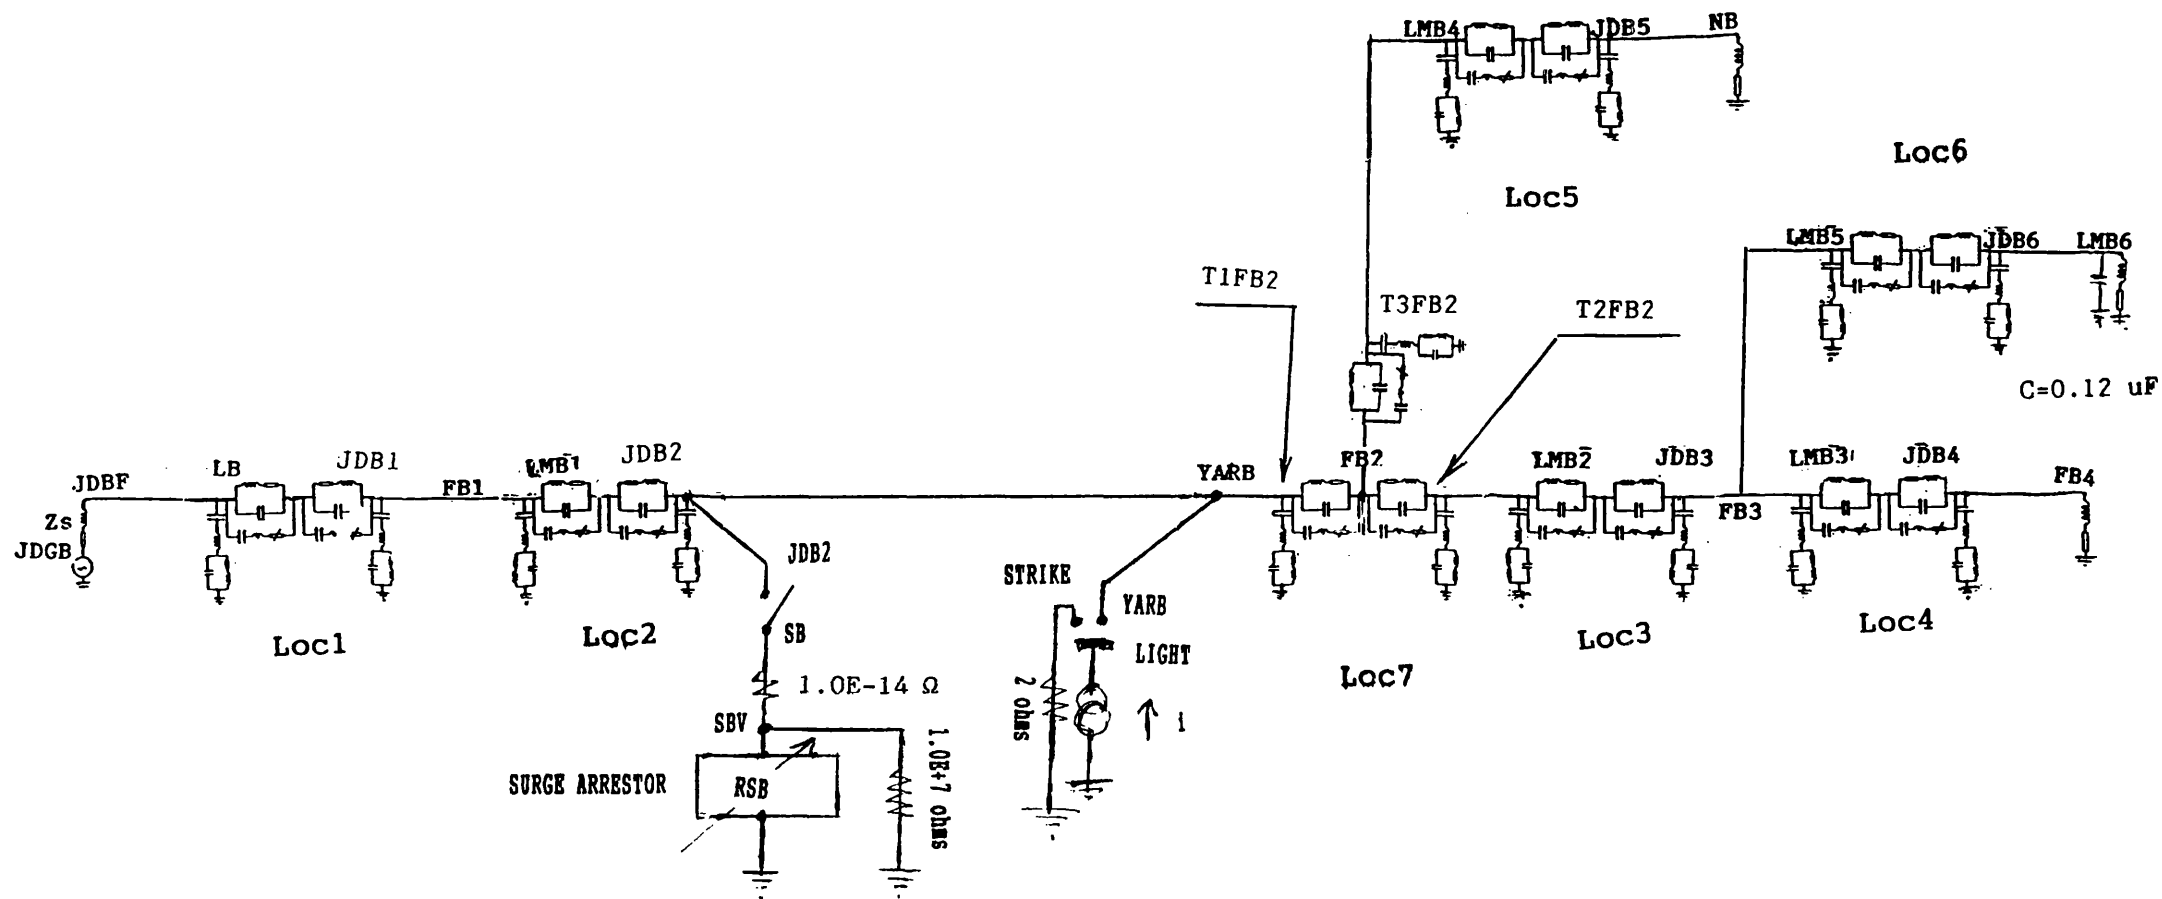 LMB4
JDB5
NB
Loc5
Loc6
LMB5
JDB6
LMB6
C=0.12 uF
T1FB2
T3FB2
T2FB2
JDBF
LB
JDB1
FB1
LMB1
JDB2
YARB
FB2
LMB2
JDB3
FB3
LMB3
JDB4
FB4
Zs
JDGB
Loc1
Loc2
JDB2
SB
1.0E-14 Ω
SBV
SURGE ARRESTOR
RSB
1.0E+7 ohms
STRIKE
YARB
LIGHT
2 ohms
i
Loc7
Loc3
Loc4